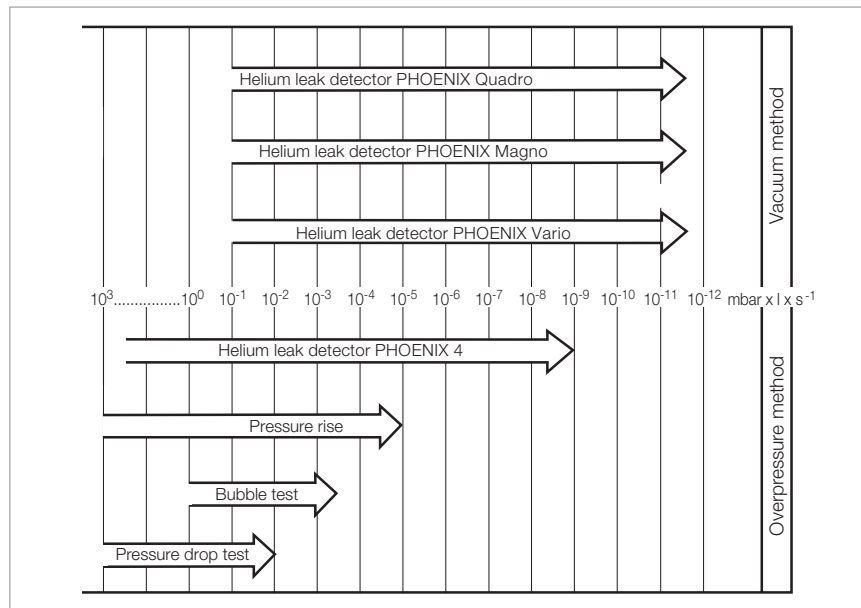 Helium leak detector PHOENIX Quadro
Helium leak detector PHOENIX Magno
Helium leak detector PHOENIX Vario
Vacuum method
10³...............10⁰ 10⁻¹ 10⁻² 10⁻³ 10⁻⁴ 10⁻⁵ 10⁻⁶ 10⁻⁷ 10⁻⁸ 10⁻⁹ 10⁻¹⁰ 10⁻¹¹ 10⁻¹² mbar x l x s⁻¹
Helium leak detector PHOENIX 4
Pressure rise
Bubble test
Pressure drop test
Overpressure method